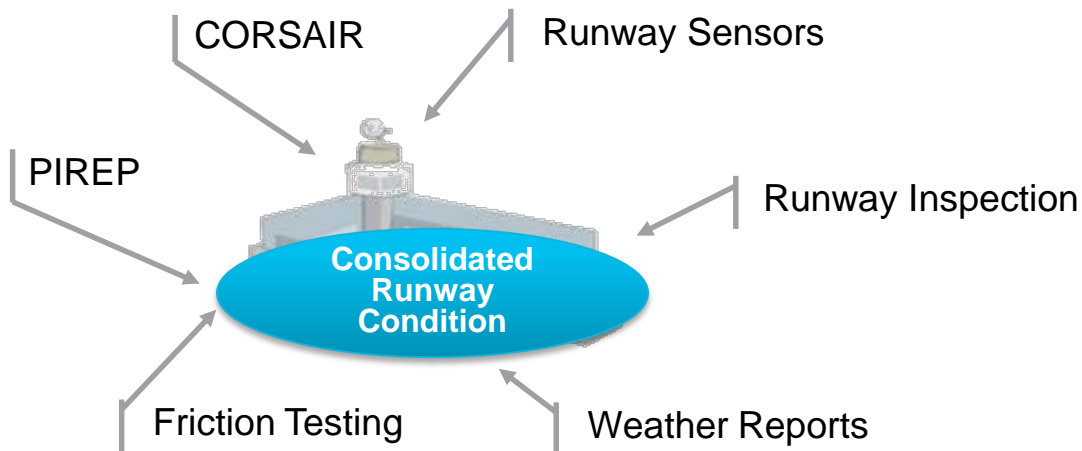 CORSAIR
Runway Sensors
PIREP
Runway Inspection
Consolidated
Runway
Condition
Friction Testing
Weather Reports